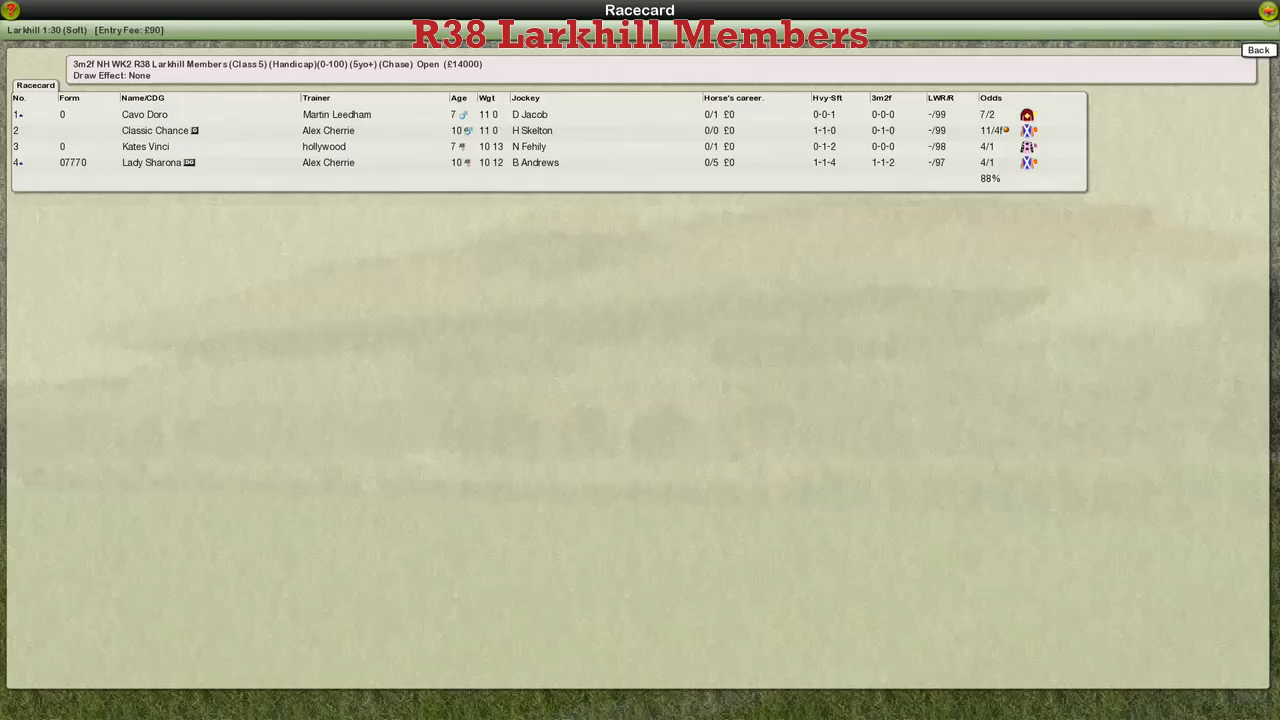 Racecard
Larkhill 1:30 (Soft) [Entry Fee: £90]
R38 Larkhill Members
Back
3m2f NH WK2 R38 Larkhill Members (Class 5) (Handicap)(0-100) (5yo+) (Chase) Open (£14000)
Draw Effect: None
Racecard
No. Form Name/CDG Trainer Age Wgt Jockey Horse's career. Hvy-Sft 3m2f LWR/R Odds
1 0 Cavo Doro Martin Leedham 7 11 0 D Jacob 0/1 £0 0-0-1 0-0-0 -/99 7/2
2 Classic Chance Alex Cherrie 10 11 0 H Skelton 0/0 £0 1-1-0 0-1-0 -/99 11/4f
3 0 Kates Vinci hollywood 7 10 13 N Fehily 0/1 £0 0-1-2 0-0-0 -/98 4/1
4 07770 Lady Sharona Alex Cherrie 10 10 12 B Andrews 0/5 £0 1-1-4 1-1-2 -/97 4/1
88%